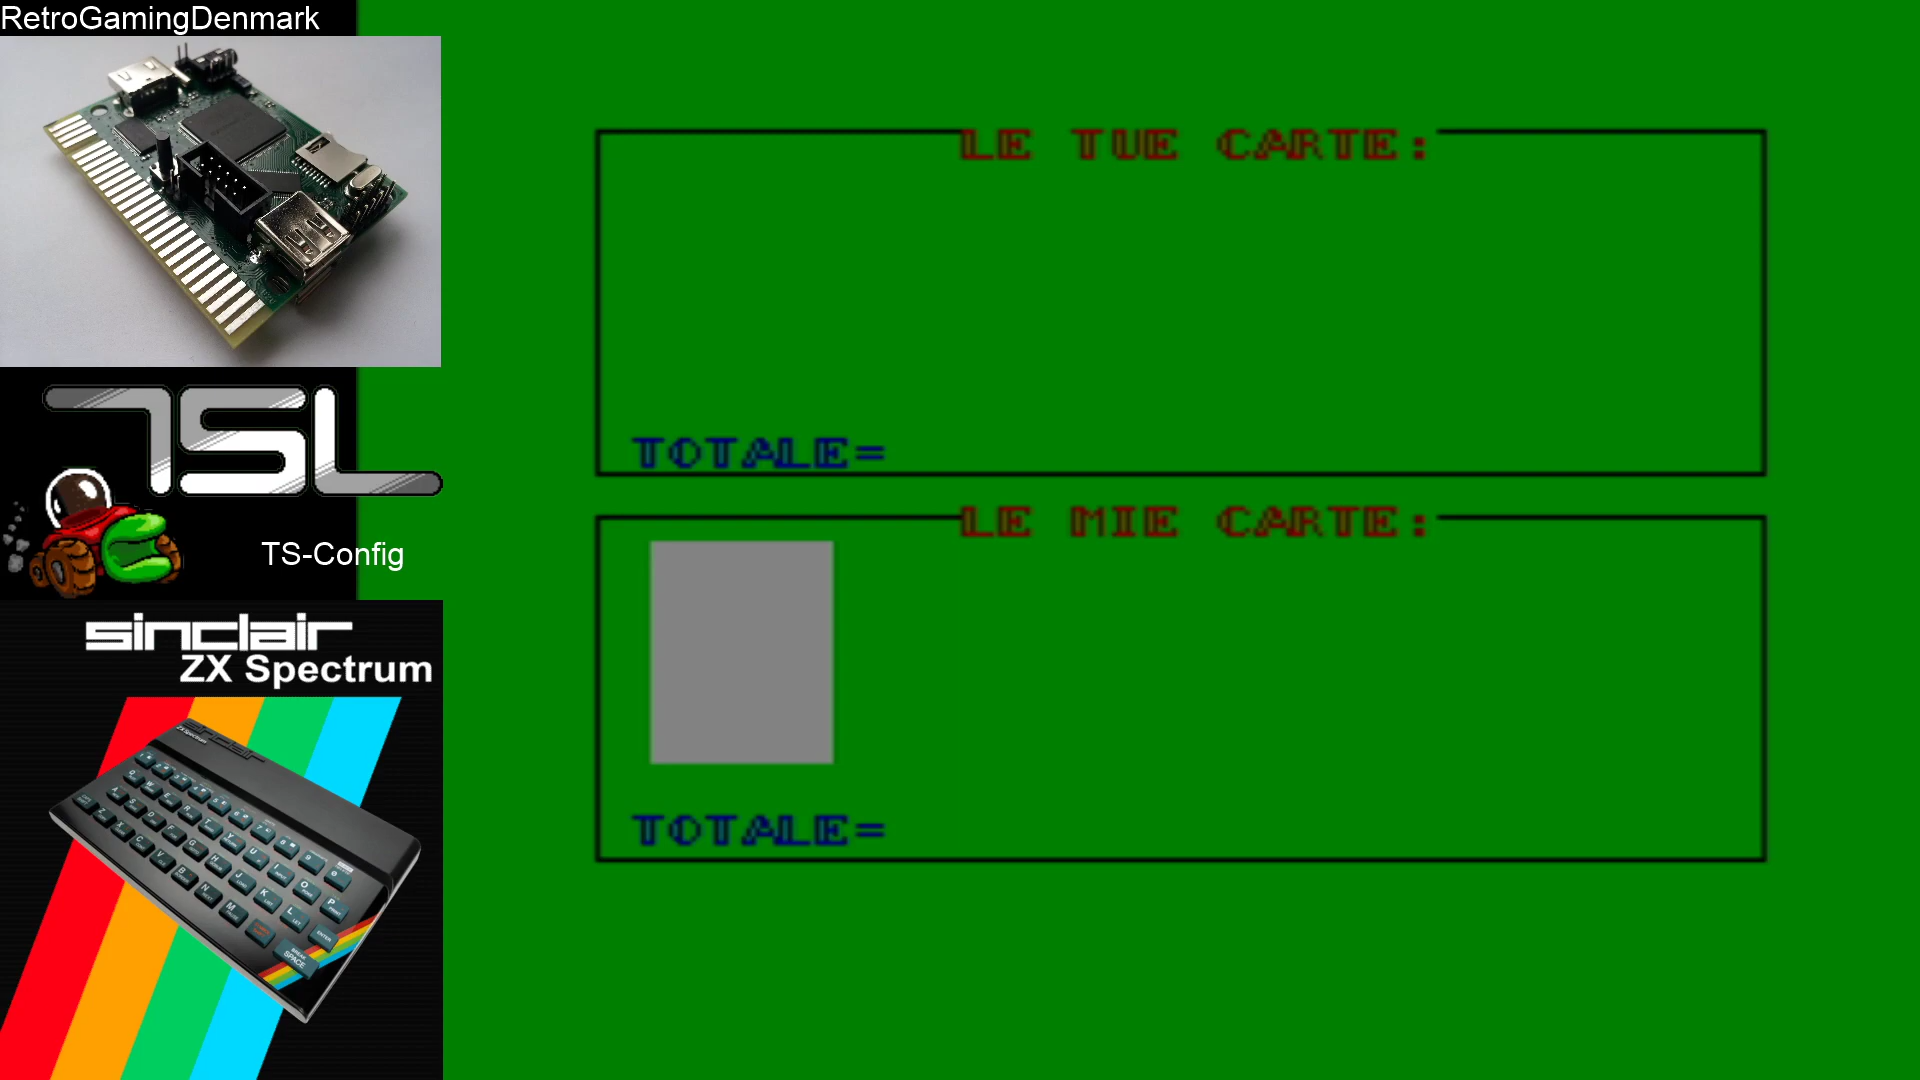 RetroGamingDenmark
LE TUE CARTE:
TOTALE=
LE MIE CARTE:
TOTALE=
TSL
TS-Config
sinclair
ZX Spectrum